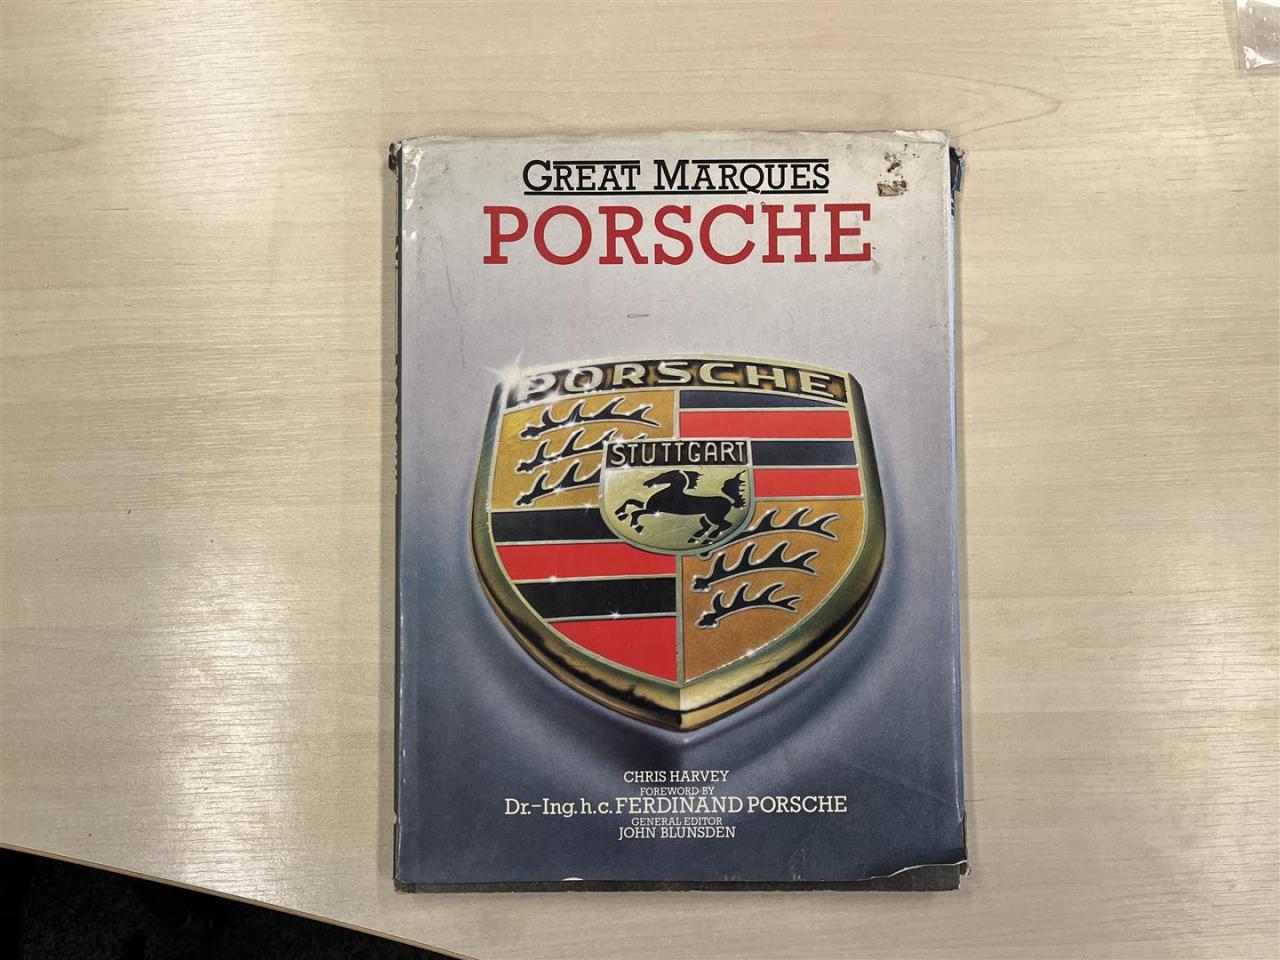 GREAT MARQUES
PORSCHE
PORSCHE
STUTTGART
CHRIS HARVEY
FOREWORD BY
Dr.-Ing. h.c. FERDINAND PORSCHE
GENERAL EDITOR
JOHN BLUNSDEN